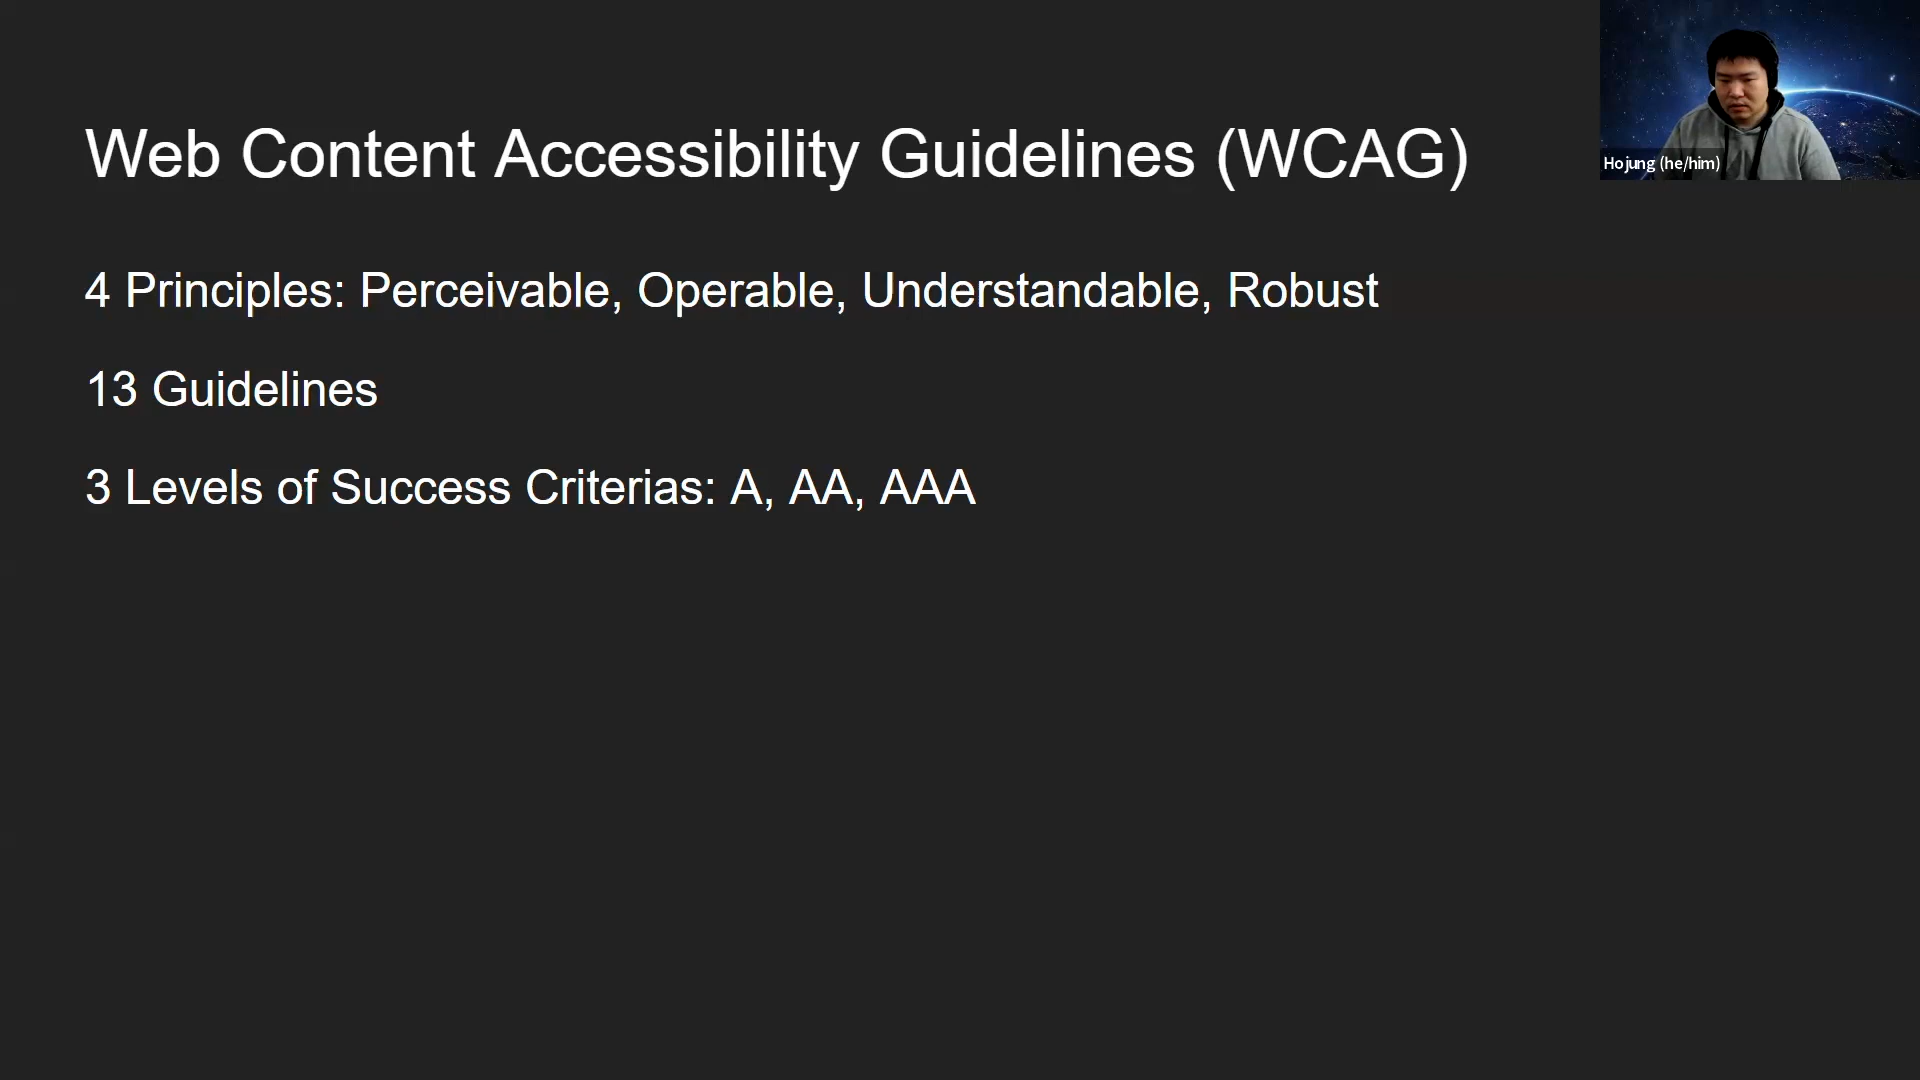 Web Content Accessibility Guidelines (WCAG)
Hojung (he/him)
4 Principles: Perceivable, Operable, Understandable, Robust
13 Guidelines
3 Levels of Success Criterias: A, AA, AAA